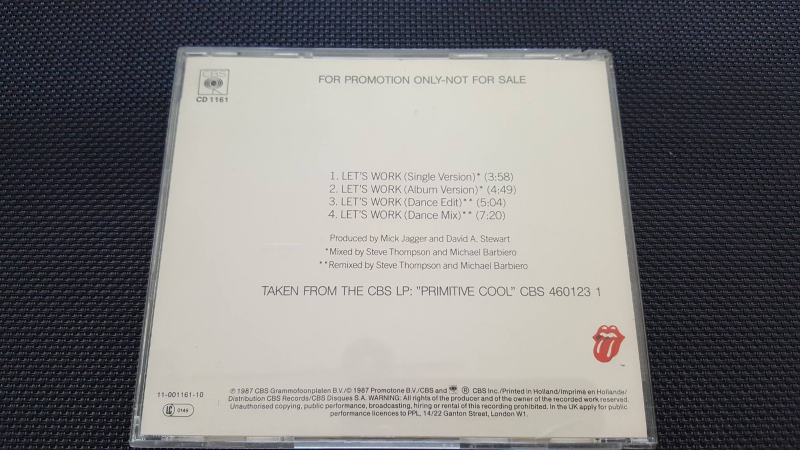 CBS
CD 1161
FOR PROMOTION ONLY-NOT FOR SALE
1. LET'S WORK (Single Version)* (3:58)
2. LET'S WORK (Album Version)* (4:49)
3. LET'S WORK (Dance Edit)** (5:04)
4. LET'S WORK (Dance Mix)** (7:20)
Produced by Mick Jagger and David A. Stewart
*Mixed by Steve Thompson and Michael Barbiero
**Remixed by Steve Thompson and Michael Barbiero
TAKEN FROM THE CBS LP: "PRIMITIVE COOL" CBS 460123 1
TM
11-001161-10
LC 0149
℗ 1987 CBS Grammofoonplaten B.V./© 1987 Promotone B.V./CBS and ® CBS Inc./Printed in Holland/Imprimé en Hollande/
Distribution CBS Records/CBS Disques S.A. WARNING: All rights of the producer and of the owner of the recorded work reserved.
Unauthorised copying, public performance, broadcasting, hiring or rental of this recording prohibited. In the UK apply for public
performance licences to PPL, 14/22 Ganton Street, London W1.